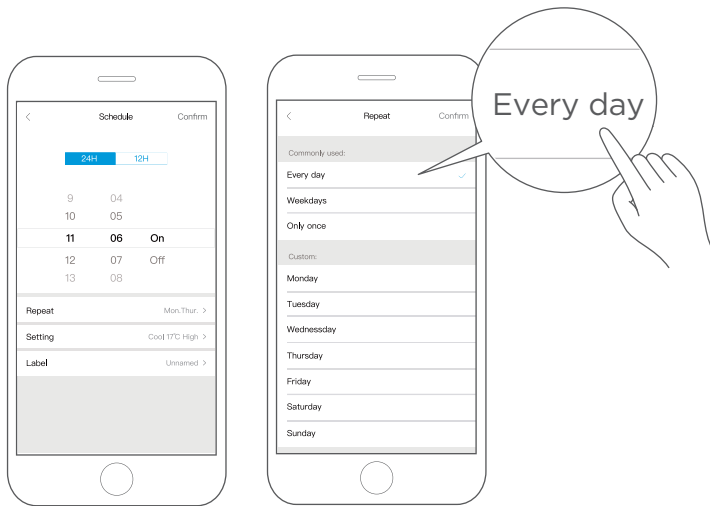 < Schedule Confirm
24H 12H
9 04
10 05
11 06 On
12 07 Off
13 08
Repeat Mon.Thur. >
Setting Cool 17℃ High >
Label Unnamed >
< Repeat Confirm
Commonly used:
Every day
Weekdays
Only once
Custom:
Monday
Tuesday
Wednessday
Thursday
Friday
Saturday
Sunday
Every day